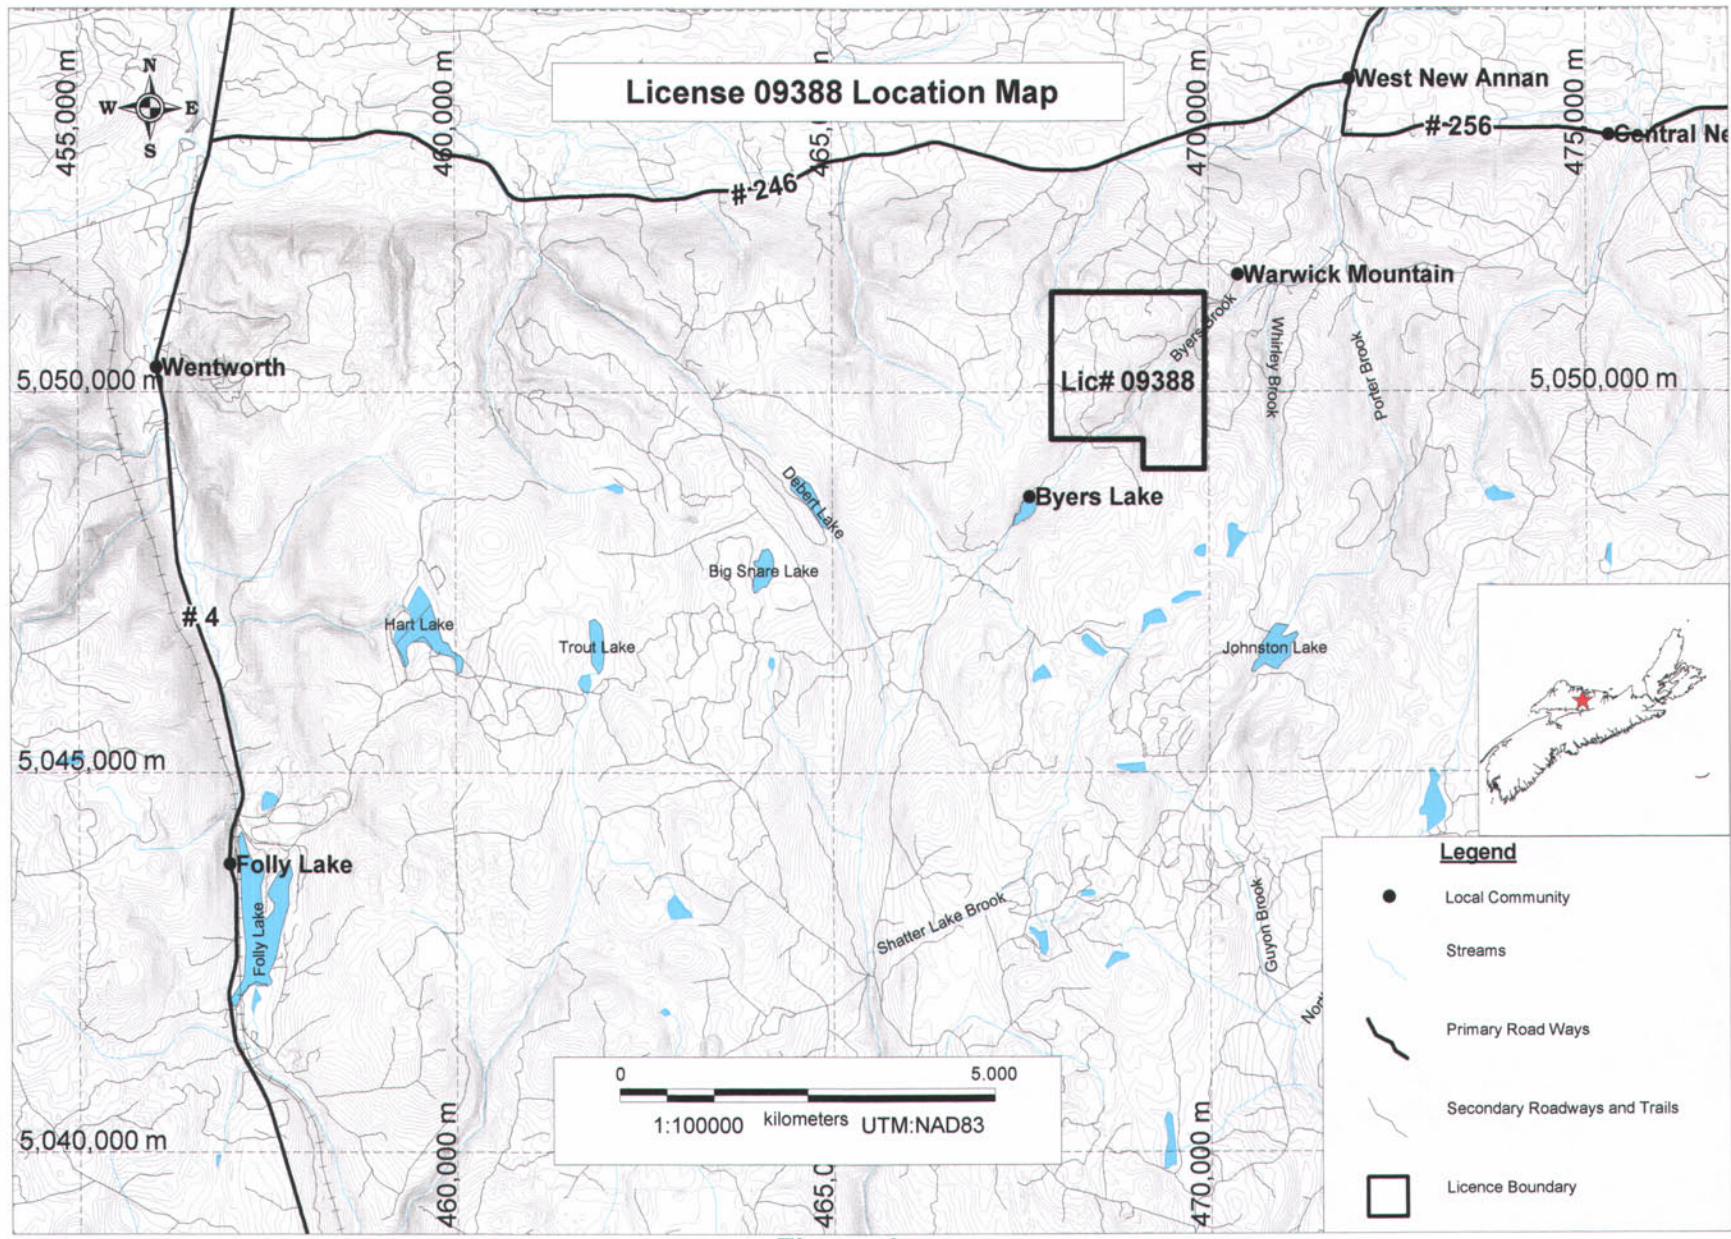 License 09388 Location Map
N
W E
S
455,000 m
460,000 m
470,000 m
475,000 m
West New Annan
# 256
Central Ne
# 246
Warwick Mountain
Byers Brook
Whirley Brook
Porter Brook
Wentworth
5,050,000 m
Lic# 09388
5,050,000 m
Debert Lake
Byers Lake
Big Snare Lake
# 4
Hart Lake
Trout Lake
Johnston Lake
5,045,000 m
Folly Lake
Folly Lake
Shatter Lake Brook
Guyon Brook
5,040,000 m
460,000 m
465,0
470,000 m
0 5.000
kilometers
1:100000 UTM:NAD83
Legend
Local Community
Streams
Primary Road Ways
Secondary Roadways and Trails
Licence Boundary